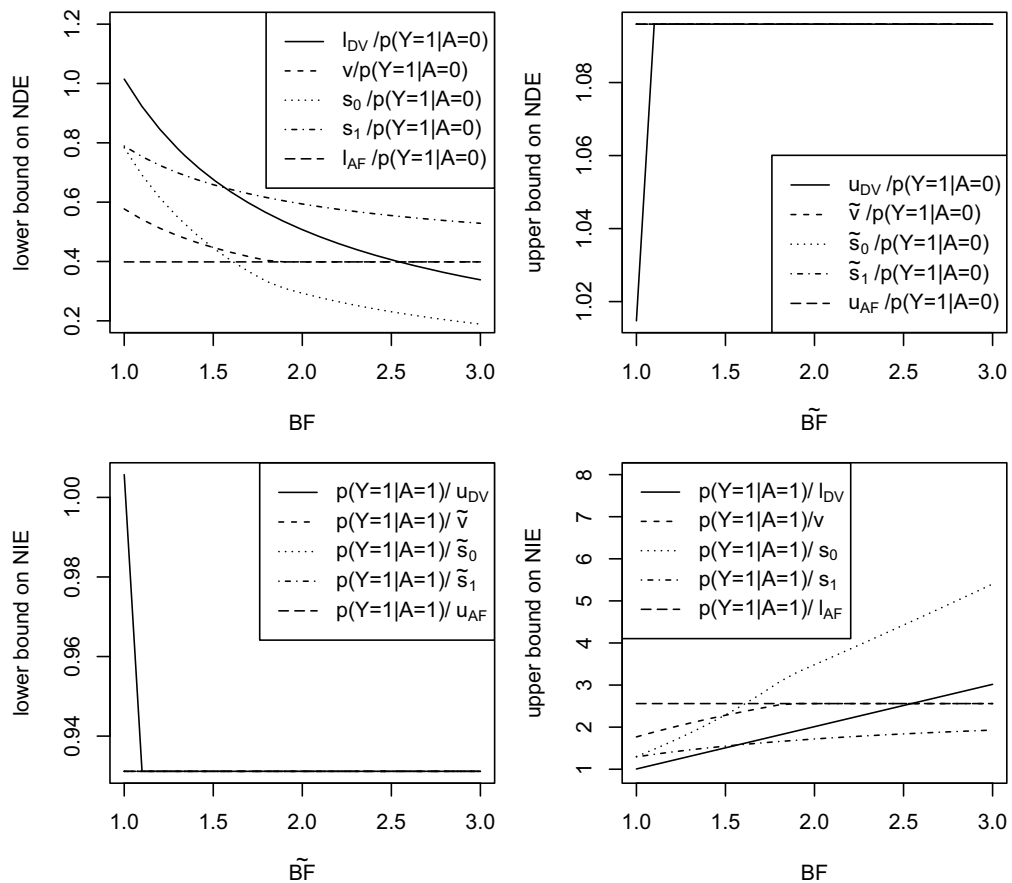 lower bound on NDE
1.2
1.0
0.8
0.6
0.4
0.2
l_DV /p(Y=1|A=0)
v/p(Y=1|A=0)
s_0 /p(Y=1|A=0)
s_1 /p(Y=1|A=0)
l_AF /p(Y=1|A=0)
1.0 1.5 2.0 2.5 3.0
BF
upper bound on NDE
1.08
1.06
1.04
1.02
u_DV /p(Y=1|A=0)
ṽ /p(Y=1|A=0)
s̃_0 /p(Y=1|A=0)
s̃_1 /p(Y=1|A=0)
u_AF /p(Y=1|A=0)
1.0 1.5 2.0 2.5 3.0
B̃F
lower bound on NIE
1.00
0.98
0.96
0.94
p(Y=1|A=1)/ u_DV
p(Y=1|A=1)/ ṽ
p(Y=1|A=1)/ s̃_0
p(Y=1|A=1)/ s̃_1
p(Y=1|A=1)/ u_AF
1.0 1.5 2.0 2.5 3.0
B̃F
upper bound on NIE
8
7
6
5
4
3
2
1
p(Y=1|A=1)/ l_DV
p(Y=1|A=1)/v
p(Y=1|A=1)/ s_0
p(Y=1|A=1)/ s_1
p(Y=1|A=1)/ l_AF
1.0 1.5 2.0 2.5 3.0
BF